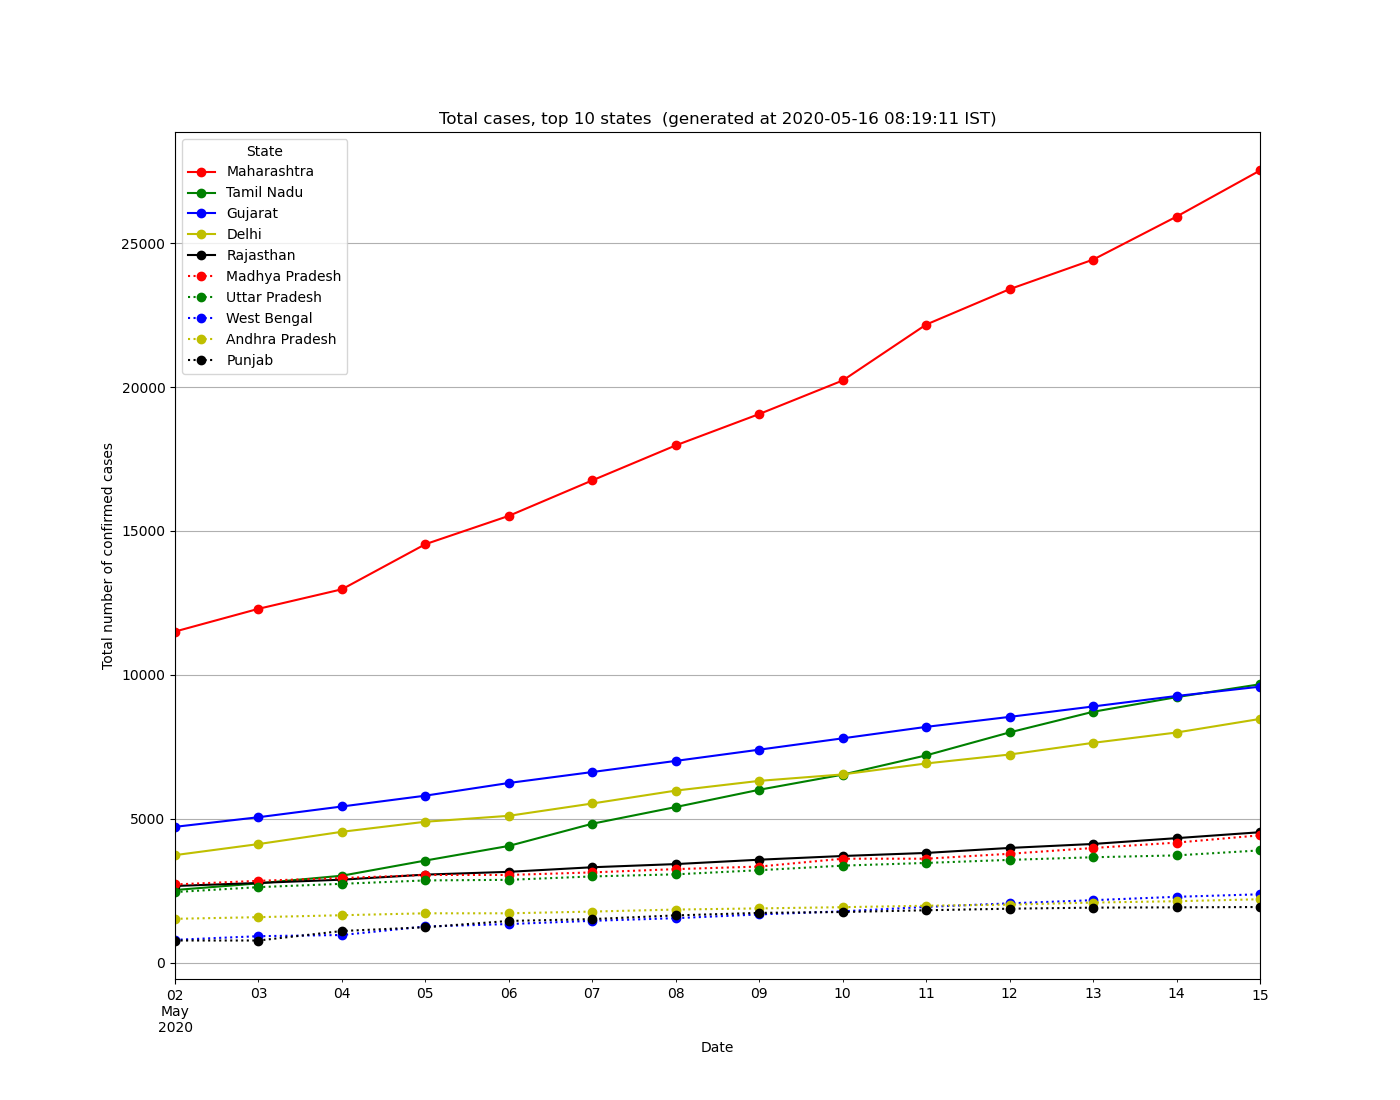 Total cases, top 10 states  (generated at 2020-05-16 08:19:11 IST)
State
Maharashtra
Tamil Nadu
Gujarat
Delhi
Rajasthan
Madhya Pradesh
Uttar Pradesh
West Bengal
Andhra Pradesh
Punjab
25000
20000
15000
10000
5000
0
Total number of confirmed cases
02 03 04 05 06 07 08 09 10 11 12 13 14 15
May
2020
Date